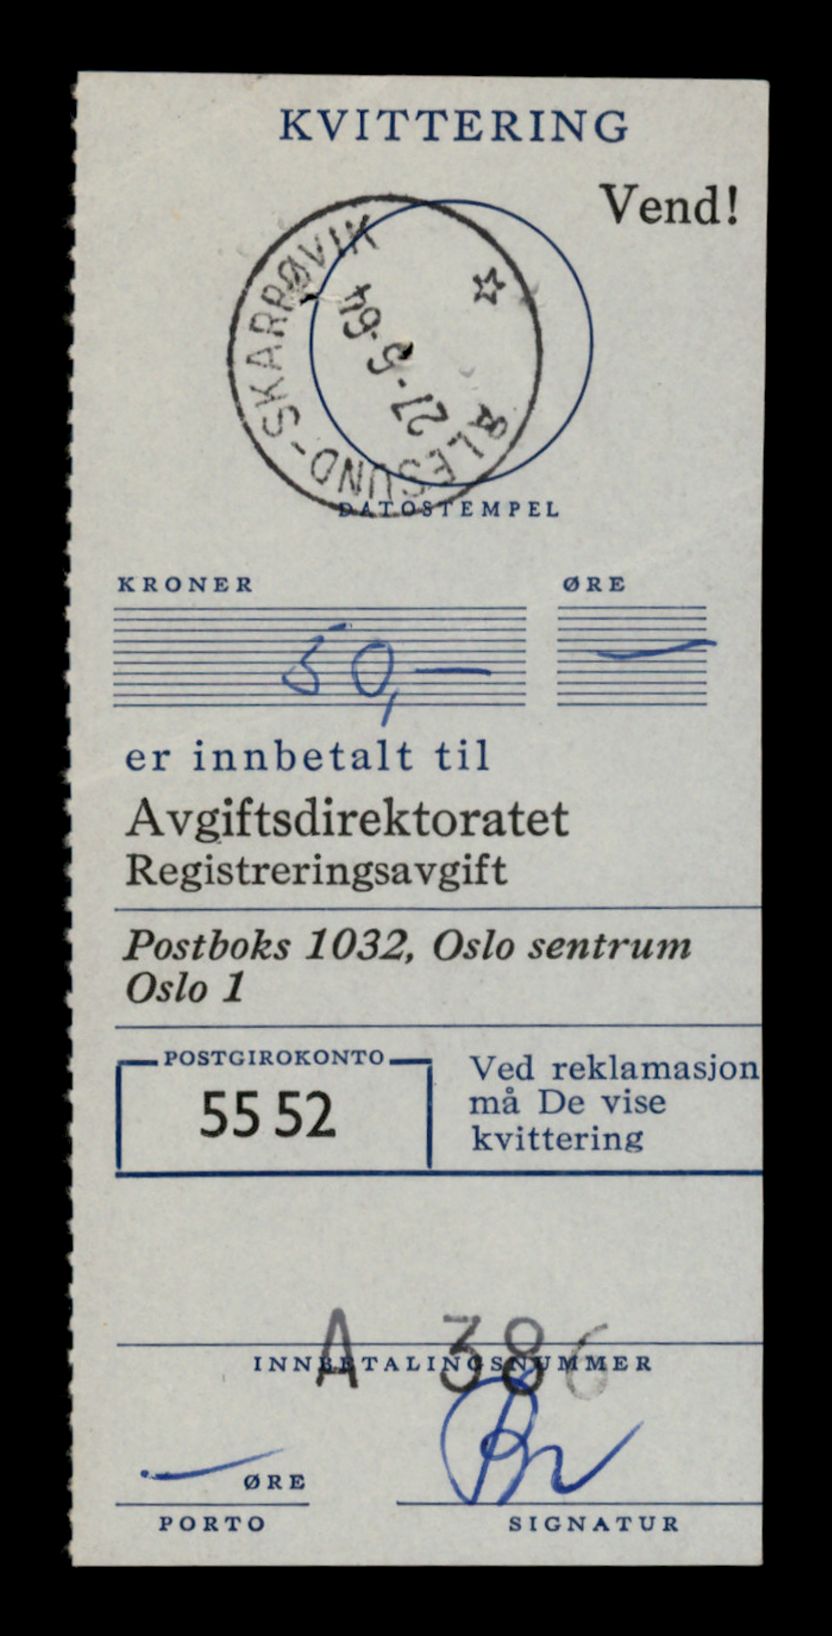 KVITTERING
Vend!
ÅLESUND-SKARBØVIK
27-5-64
DATOSTEMPEL
KRONER ØRE
50,— —
er innbetalt til
Avgiftsdirektoratet
Registreringsavgift
Postboks 1032, Oslo sentrum
Oslo 1
POSTGIROKONTO
55 52
Ved reklamasjon
må De vise
kvittering
A 386
INNBETALINGSNUMMER
— ØRE
PORTO
SIGNATUR